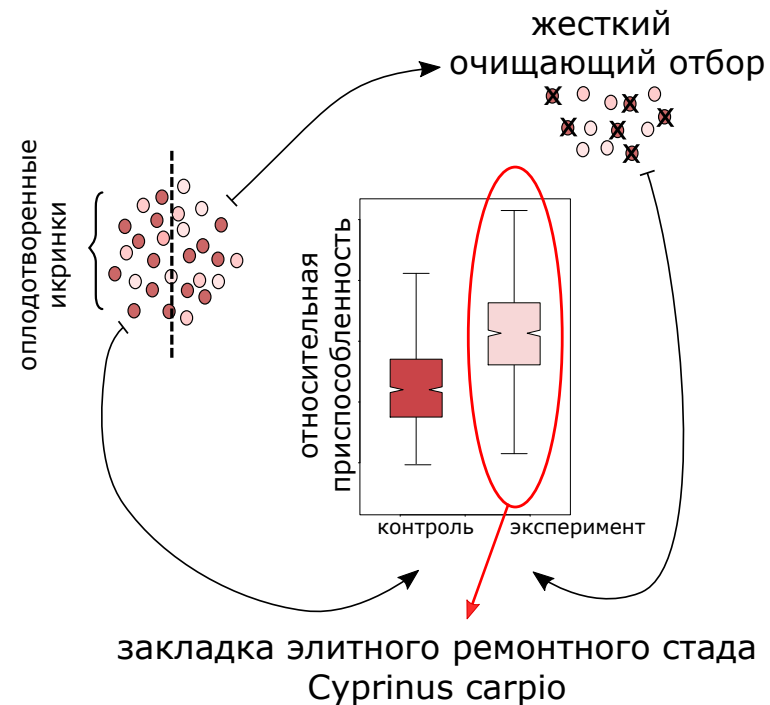 жесткий
очищающий отбор
оплодотворенные
икринки
относительная
приспособленность
контроль
эксперимент
закладка элитного ремонтного стада
Cyprinus carpio